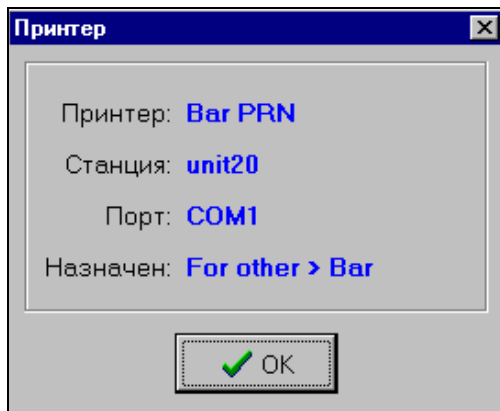 Принтер
Принтер: Bar PRN
Станция: unit20
Порт: COM1
Назначен: For other > Bar
OK